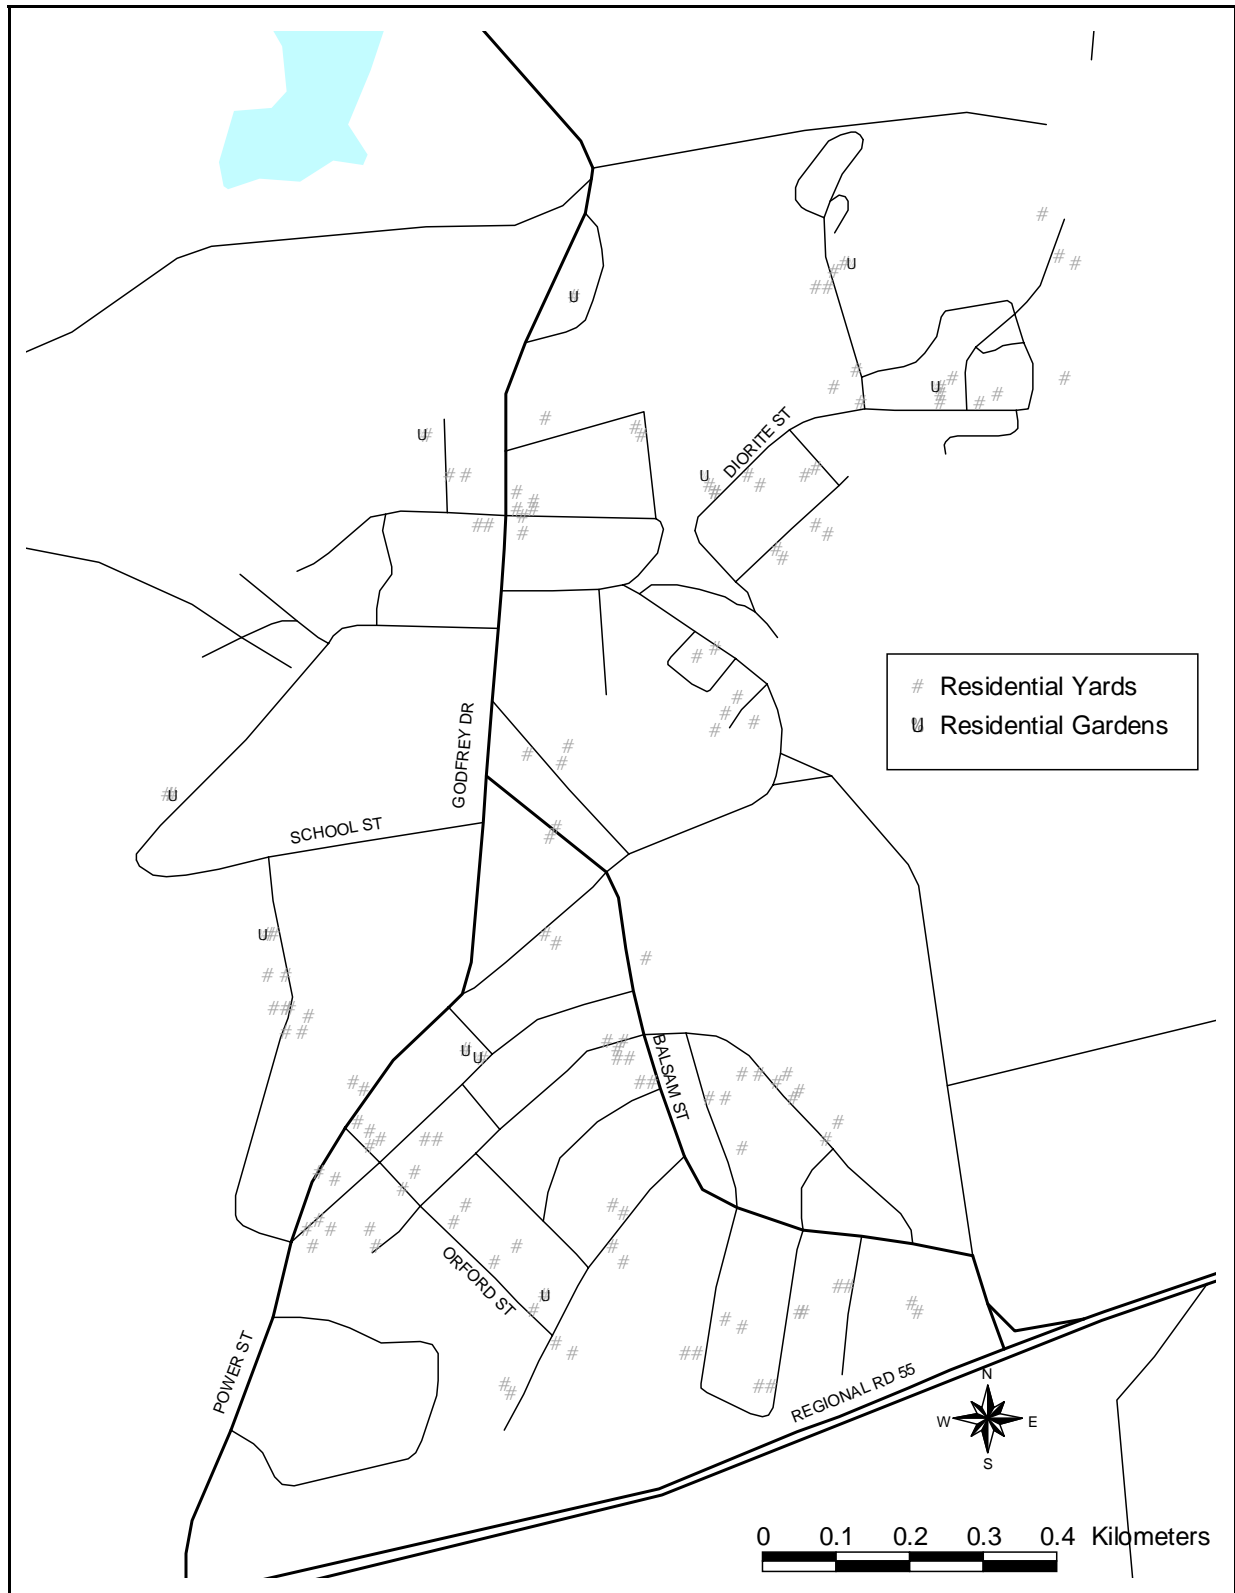 DIORITE ST
# Residential Yards
U Residential Gardens
GODFREY DR
SCHOOL ST
BALSAM ST
ORFORD ST
POWER ST
REGIONAL RD 55
N
W E
S
0 0.1 0.2 0.3 0.4 Kilometers